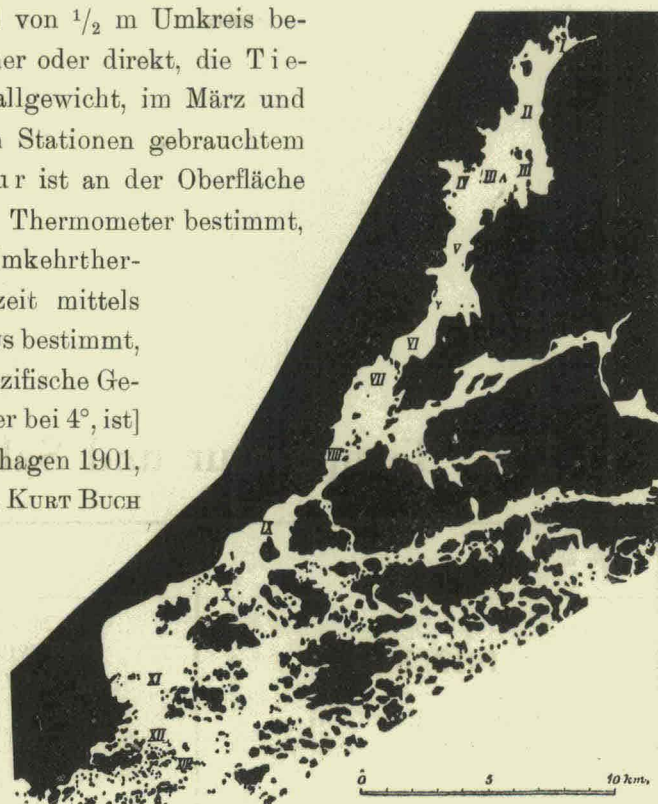 von 1/2 m Umkreis be-
er oder direkt, die Tie-
allgewicht, im März und
Stationen gebrauchtem
ur ist an der Oberfläche
Thermometer bestimmt,
mkehrther-
zeit mittels
s bestimmt,
zifische Ge-
er bei 4°, ist]
hagen 1901,
KURT BUCH
I
II
IV III A III
V
VI
VII
VIII
IX
X
XI
XII
0 5 10 km.